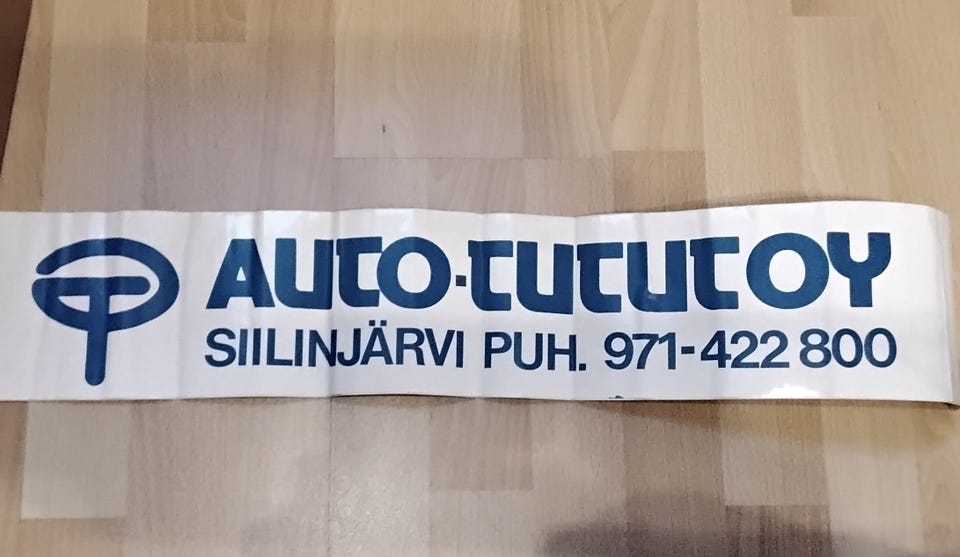 AUTO-TUTUT OY
SIILINJÄRVI PUH. 971-422 800